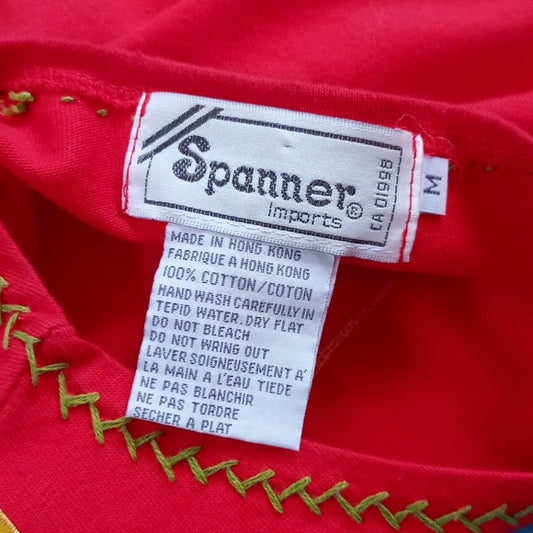 Spanner®
Imports
CA 01998
M
MADE IN HONG KONG
FABRIQUE A HONG KONG
100% COTTON/COTON
HAND WASH CAREFULLY IN
TEPID WATER. DRY FLAT
DO NOT BLEACH
DO NOT WRING OUT
LAVER SOIGNEUSEMENT A'
LA MAIN A L'EAU TIEDE
NE PAS BLANCHIR
NE PAS TORDRE
SECHER A PLAT